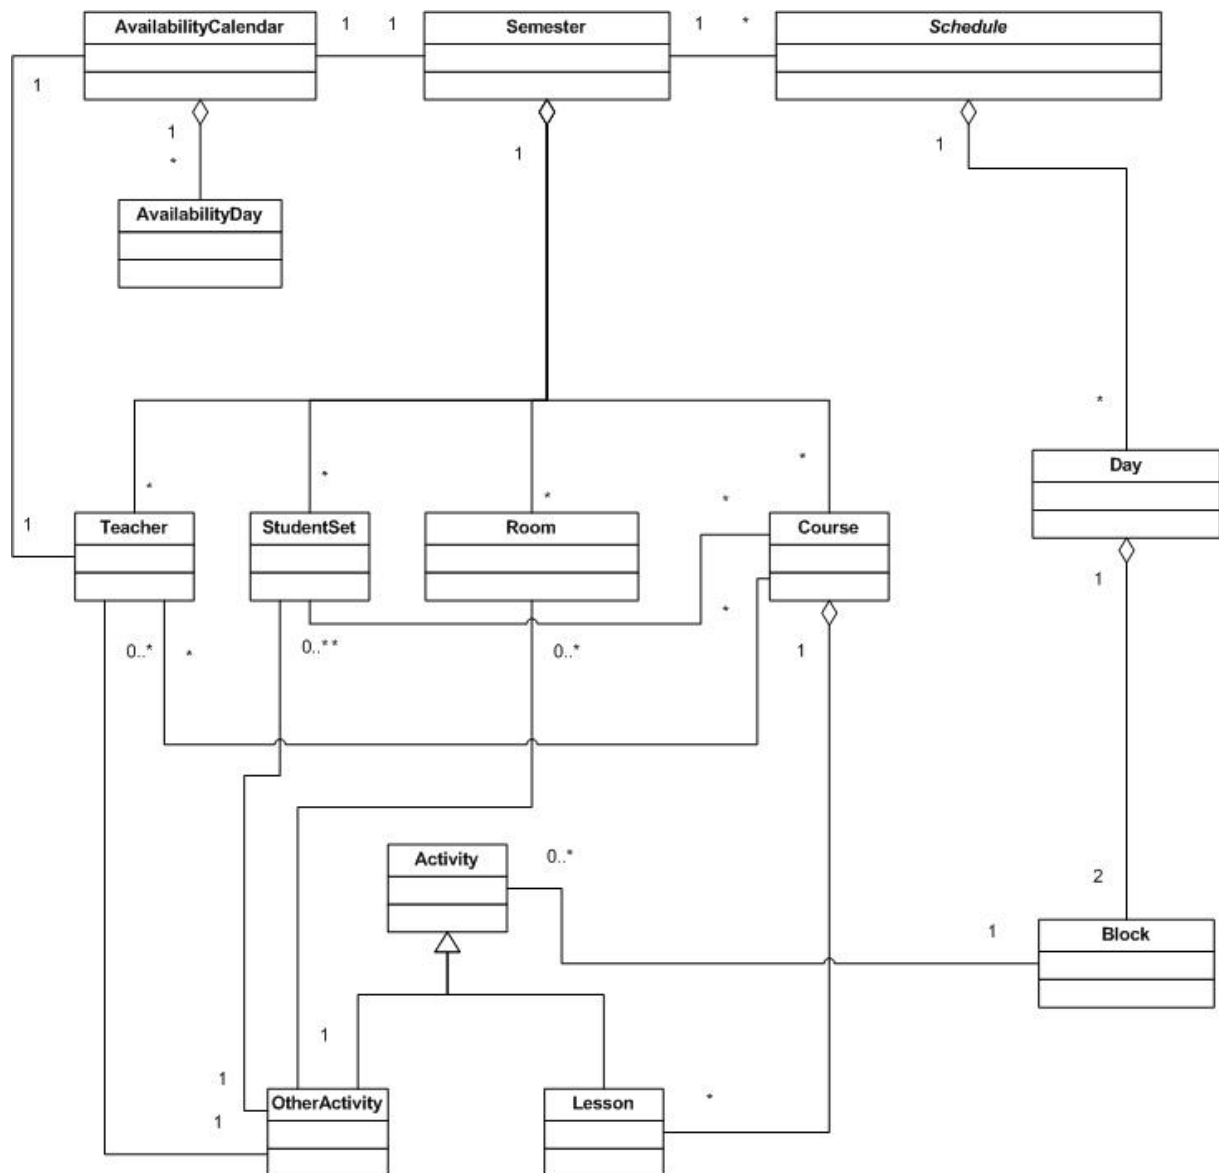 AvailabilityCalendar 1 1 Semester 1 * Schedule
1
1
1
1
*
AvailabilityDay
*
*
*
*
*
*
Day
1 Teacher StudentSet Room Course
1
*
0..* * 0..* * 0..* 1
Activity 0..*
2
1 Block
1
1
OtherActivity Lesson *
1